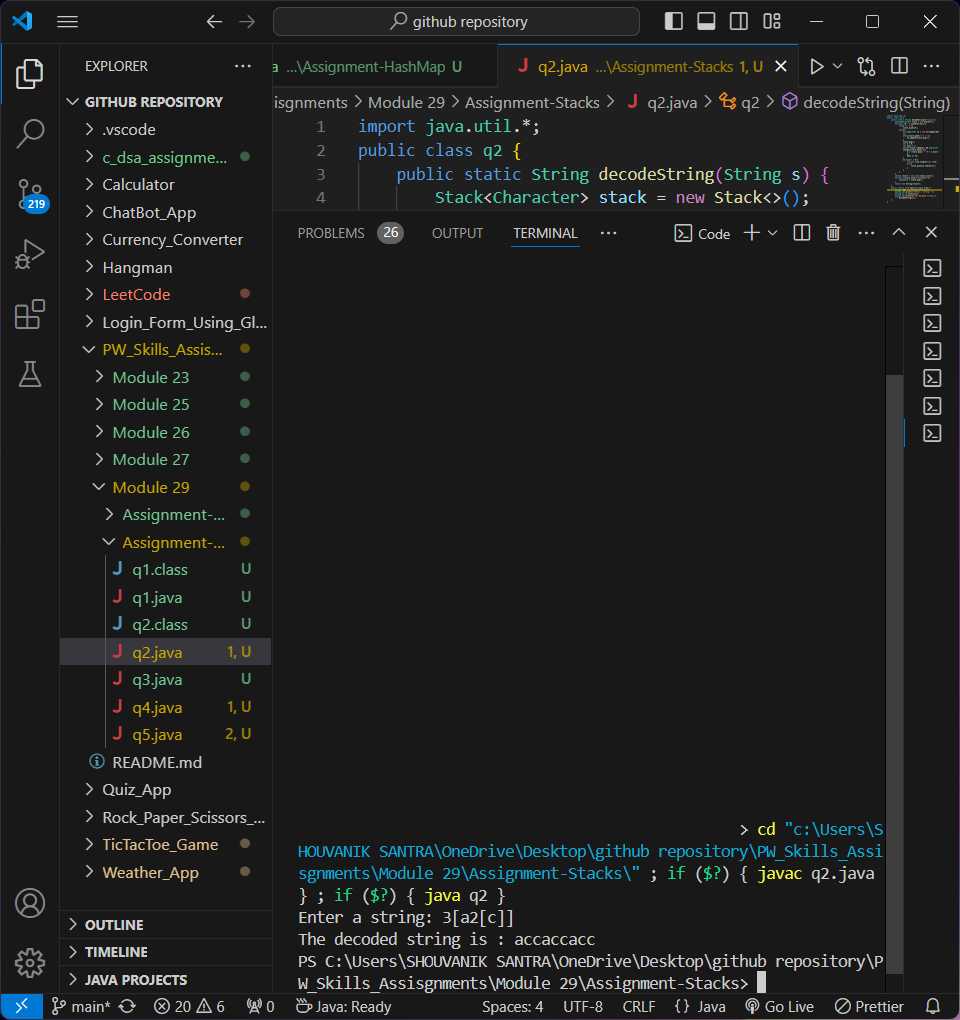 github repository
EXPLORER
GITHUB REPOSITORY
.vscode
c_dsa_assignme...
Calculator
ChatBot_App
Currency_Converter
Hangman
LeetCode
Login_Form_Using_Gl...
PW_Skills_Assis...
Module 23
Module 25
Module 26
Module 27
Module 29
Assignment-...
Assignment-...
q1.class U
q1.java U
q2.class U
q2.java 1, U
q3.java U
q4.java 1, U
q5.java 2, U
README.md
Quiz_App
Rock_Paper_Scissors_...
TicTacToe_Game
Weather_App
OUTLINE
TIMELINE
JAVA PROJECTS
219
a ...\Assignment-HashMap U
q2.java ...\Assignment-Stacks 1, U
isgnments > Module 29 > Assignment-Stacks > q2.java > q2 > decodeString(String)
1 import java.util.*;
2 public class q2 {
3 public static String decodeString(String s) {
4 Stack<Character> stack = new Stack<>();
PROBLEMS 26 OUTPUT TERMINAL ... Code
> cd "c:\Users\S
HOUVANIK SANTRA\OneDrive\Desktop\github repository\PW_Skills_Assi
sgnments\Module 29\Assignment-Stacks\" ; if ($?) { javac q2.java
} ; if ($?) { java q2 }
Enter a string: 3[a2[c]]
The decoded string is : accaccacc
PS C:\Users\SHOUVANIK SANTRA\OneDrive\Desktop\github repository\P
W_Skills_Assisgnments\Module 29\Assignment-Stacks>
main* 20 6 0 Java: Ready Spaces: 4 UTF-8 CRLF {} Java Go Live Prettier